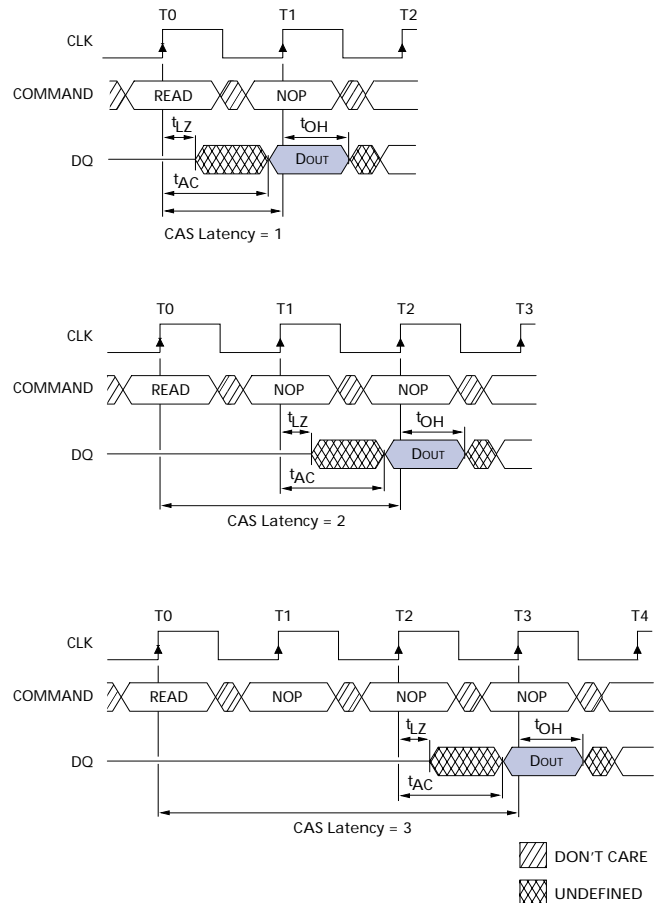 T0 T1 T2
CLK
COMMAND READ NOP
tLZ tOH
DQ DOUT
tAC
CAS Latency = 1
T0 T1 T2 T3
CLK
COMMAND READ NOP NOP
tLZ tOH
DQ DOUT
tAC
CAS Latency = 2
T0 T1 T2 T3 T4
CLK
COMMAND READ NOP NOP NOP
tLZ tOH
DQ DOUT
tAC
CAS Latency = 3
DON'T CARE
UNDEFINED